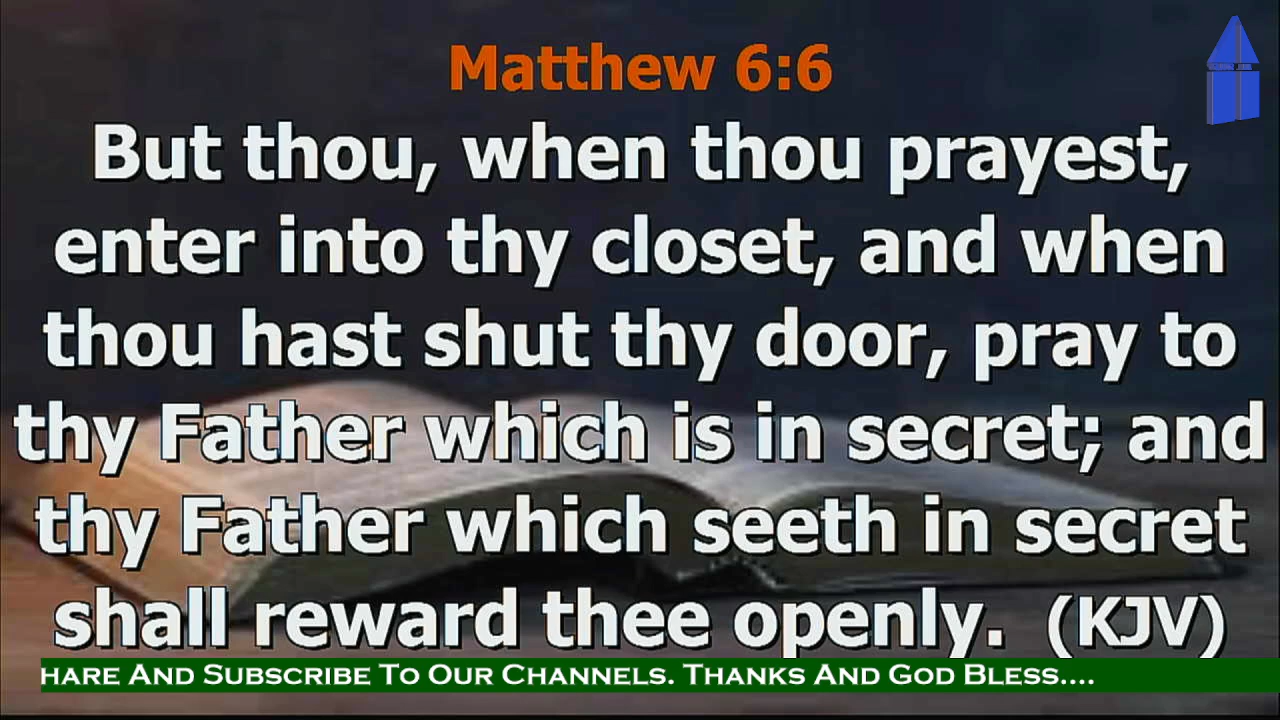 Matthew 6:6
But thou, when thou prayest,
enter into thy closet, and when
thou hast shut thy door, pray to
thy Father which is in secret; and
thy Father which seeth in secret
shall reward thee openly. (KJV)
hare And Subscribe To Our Channels. Thanks And God Bless....